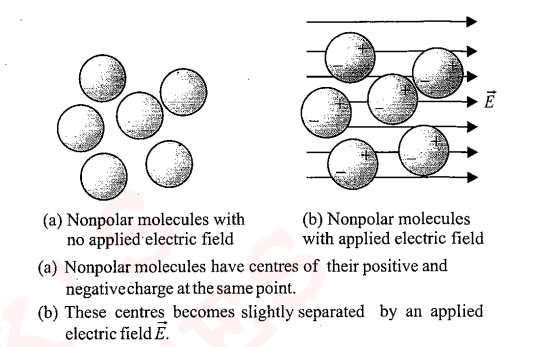 E
(a) Nonpolar molecules with
no applied electric field
(b) Nonpolar molecules
with applied electric field
(a) Nonpolar molecules have centres of their positive and
negative charge at the same point.
(b) These centres becomes slightly separated by an applied
electric field E.